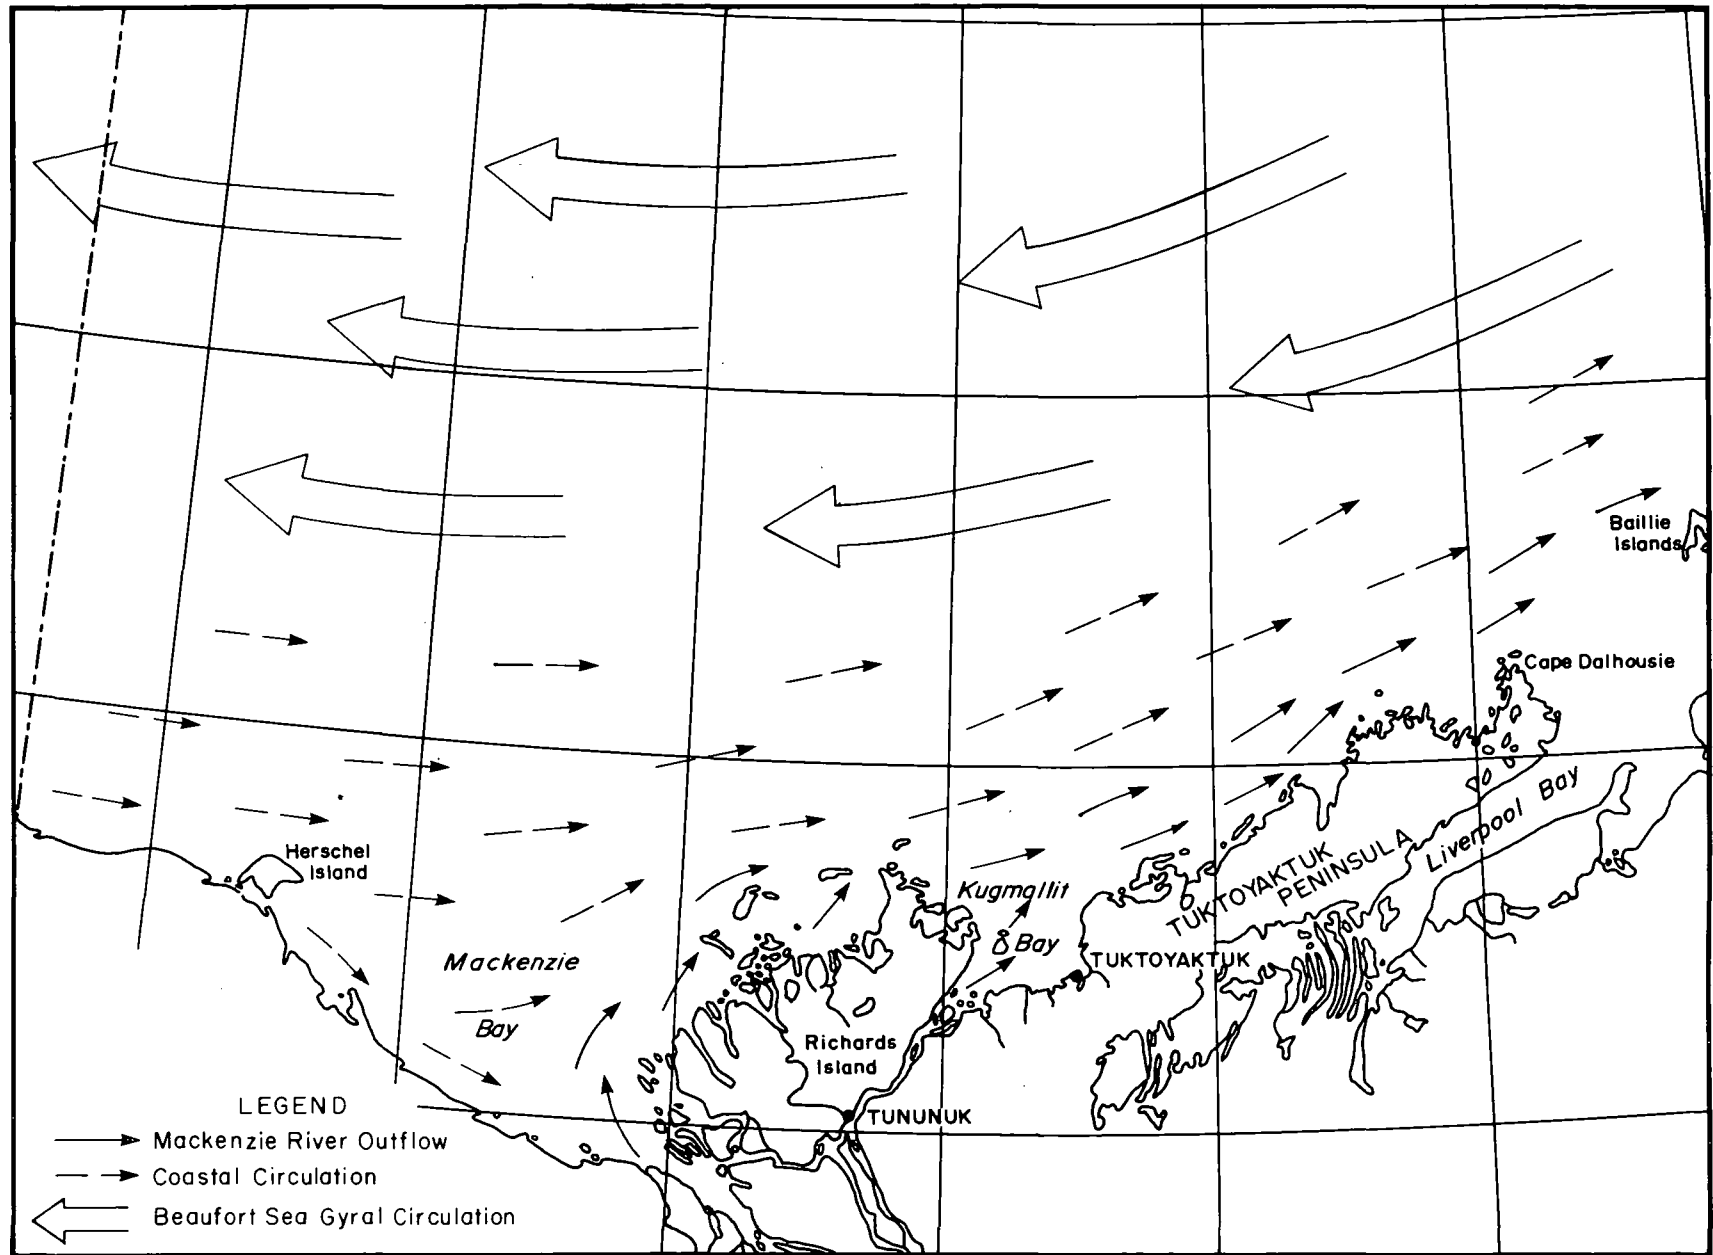 Baillie
Islands
Cape Dalhousie
Liverpool Bay
TUKTOYAKTUK
PENINSULA
Herschel
Island
Kugmallit
Bay
TUKTOYAKTUK
Mackenzie
Bay
Richards
Island
TUNUNUK
LEGEND
Mackenzie River Outflow
Coastal Circulation
Beaufort Sea Gyral Circulation